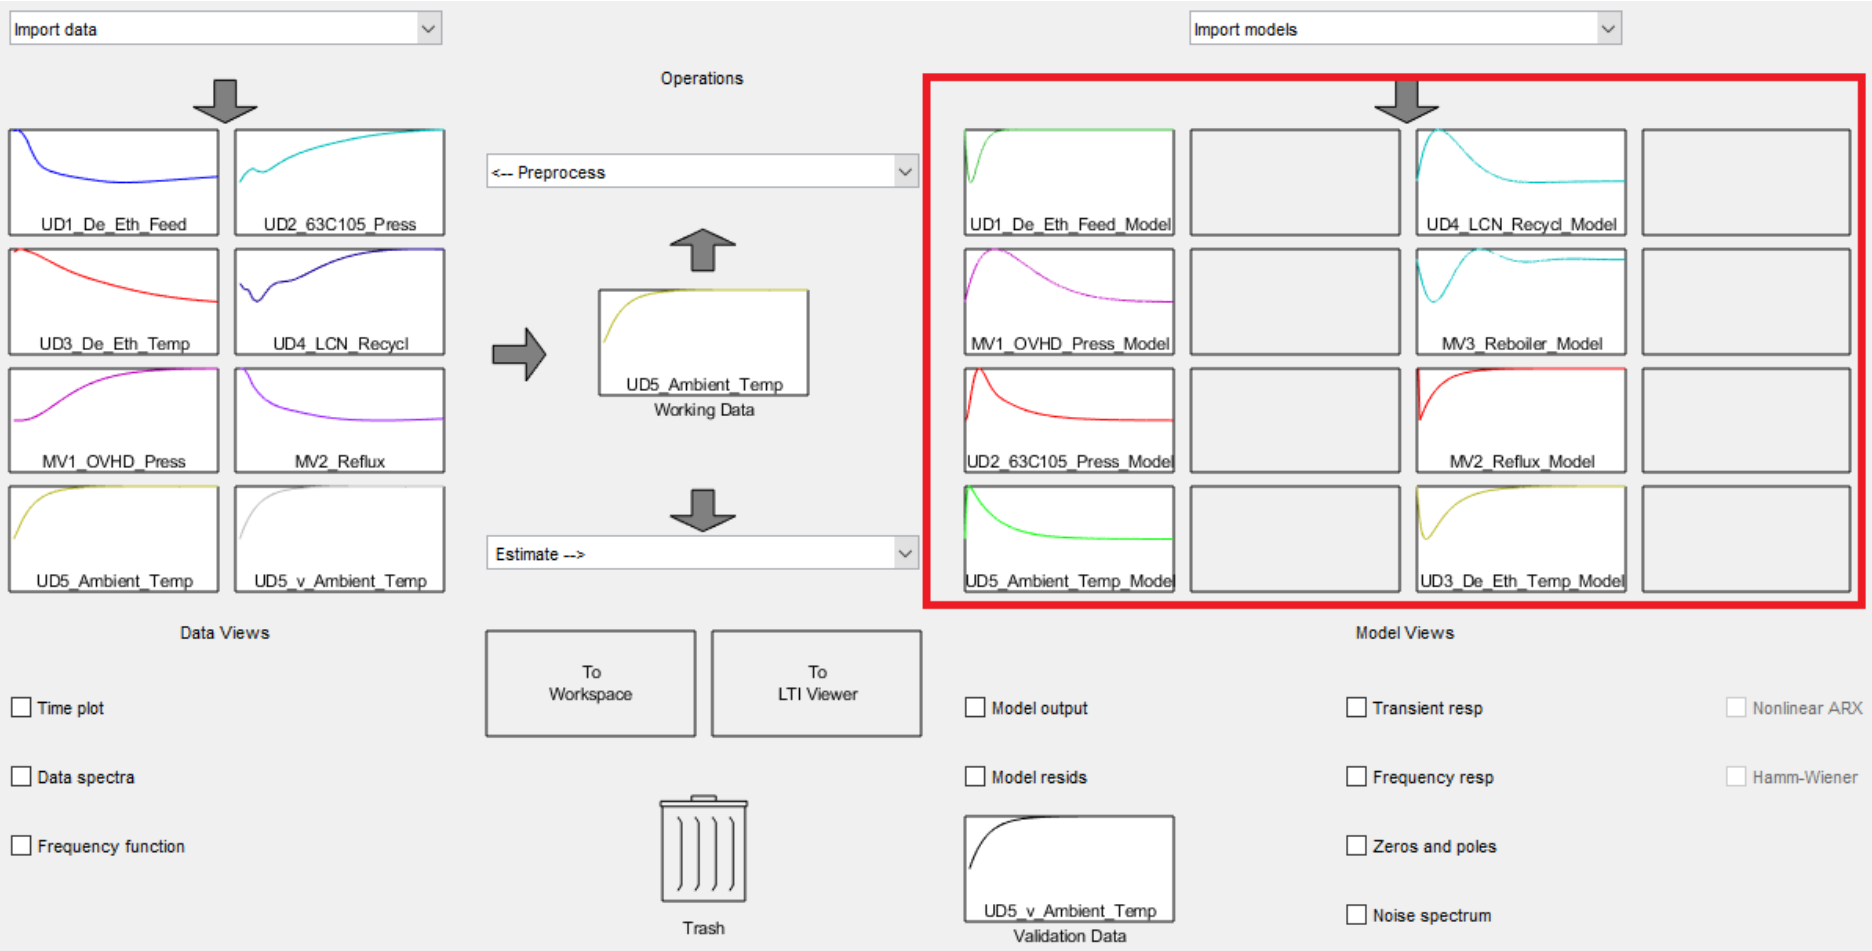 Import data
Import models
Operations
<-- Preprocess
UD1_De_Eth_Feed
UD2_63C105_Press
UD3_De_Eth_Temp
UD4_LCN_Recycl
MV1_OVHD_Press
MV2_Reflux
UD5_Ambient_Temp
UD5_v_Ambient_Temp
Data Views
Time plot
Data spectra
Frequency function
UD5_Ambient_Temp
Working Data
Estimate -->
To
Workspace
To
LTI Viewer
Trash
UD1_De_Eth_Feed_Model
UD4_LCN_Recycl_Model
MV1_OVHD_Press_Model
MV3_Reboiler_Model
UD2_63C105_Press_Model
MV2_Reflux_Model
UD5_Ambient_Temp_Model
UD3_De_Eth_Temp_Model
Model Views
Model output
Transient resp
Nonlinear ARX
Model resids
Frequency resp
Hamm-Wiener
Zeros and poles
Noise spectrum
UD5_v_Ambient_Temp
Validation Data